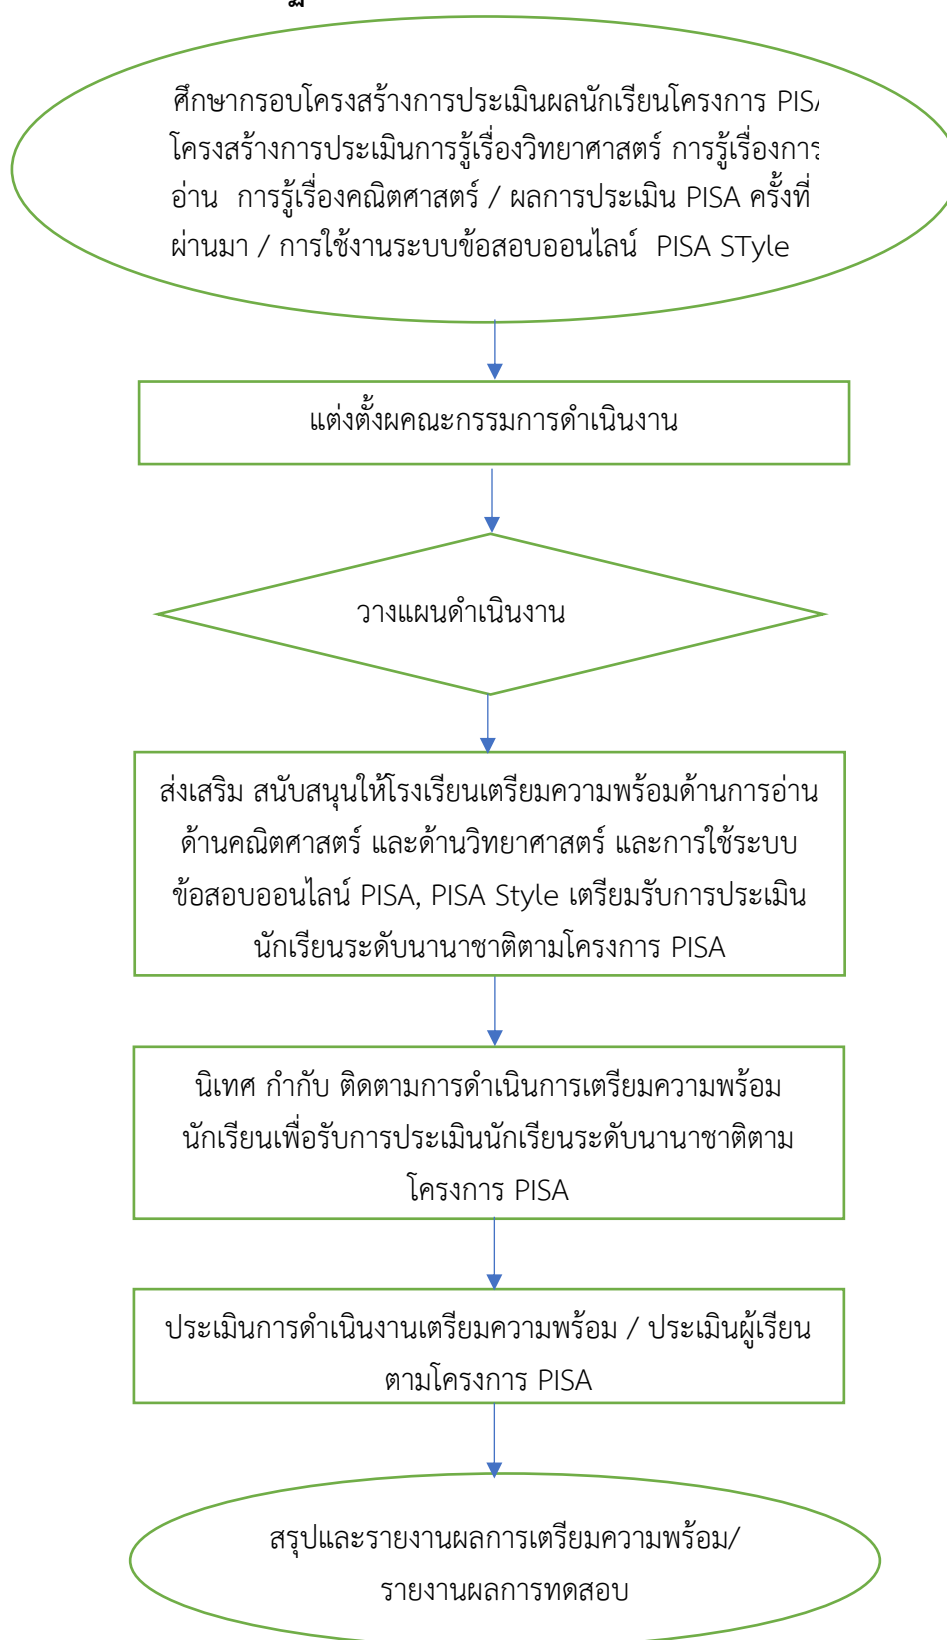 ศึกษากรอบโครงสร้างการประเมินผลนักเรียนโครงการ PISA
โครงสร้างการประเมินการรู้เรื่องวิทยาศาสตร์ การรู้เรื่องการ
อ่าน การรู้เรื่องคณิตศาสตร์ / ผลการประเมิน PISA ครั้งที่
ผ่านมา / การใช้งานระบบข้อสอบออนไลน์ PISA STyle
แต่งตั้งผคณะกรรมการดำเนินงาน
วางแผนดำเนินงาน
ส่งเสริม สนับสนุนให้โรงเรียนเตรียมความพร้อมด้านการอ่าน
ด้านคณิตศาสตร์ และด้านวิทยาศาสตร์ และการใช้ระบบ
ข้อสอบออนไลน์ PISA, PISA Style เตรียมรับการประเมิน
นักเรียนระดับนานาชาติตามโครงการ PISA
นิเทศ กำกับ ติดตามการดำเนินการเตรียมความพร้อม
นักเรียนเพื่อรับการประเมินนักเรียนระดับนานาชาติตาม
โครงการ PISA
ประเมินการดำเนินงานเตรียมความพร้อม / ประเมินผู้เรียน
ตามโครงการ PISA
สรุปและรายงานผลการเตรียมความพร้อม/
รายงานผลการทดสอบ